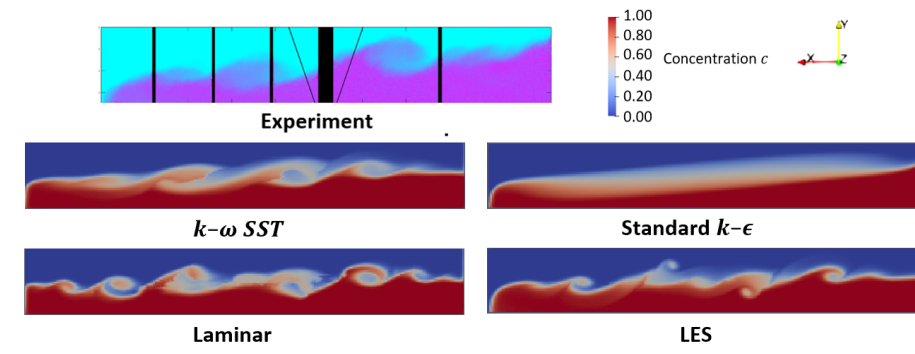 1.00
0.80
0.60
0.40
0.20
0.00
Concentration c
Y
X
Z
Experiment
k–ω SST
Standard k–ϵ
Laminar
LES